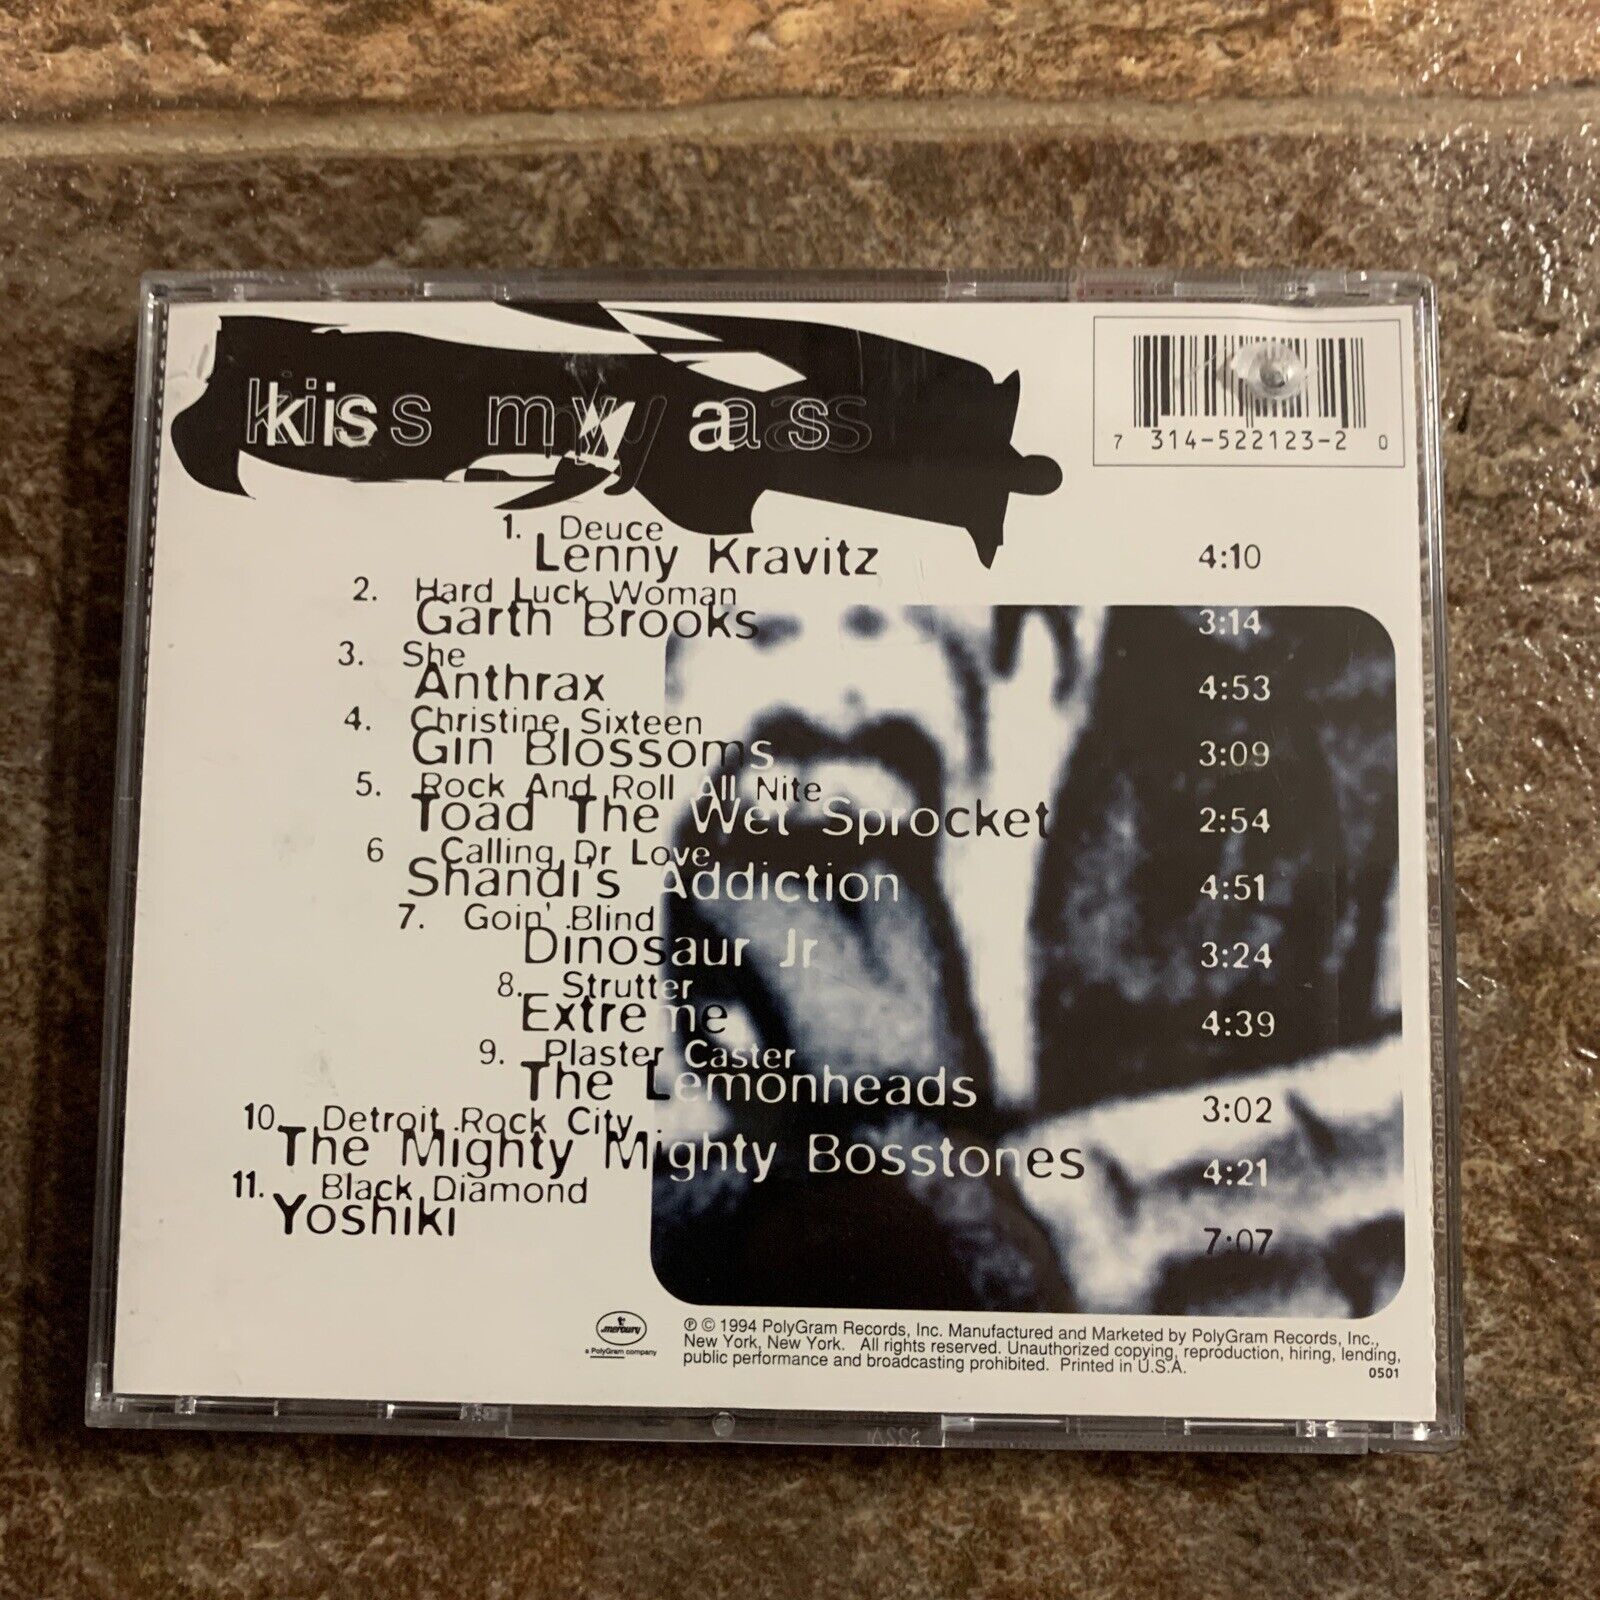 kiss my as
7 314-522123-2 0
1. Deuce
Lenny Kravitz 4:10
2. Hard Luck Woman
Garth Brooks 3:14
3. She
Anthrax 4:53
4. Christine Sixteen
Gin Blossoms 3:09
5. Rock And Roll All Nite
Toad The Wet Sprocket 2:54
6 Calling Dr Love
Shandi's Addiction 4:51
7. Goin' Blind
Dinosaur Jr 3:24
8. Strutter
Extreme 4:39
9. Plaster Caster
The Lemonheads 3:02
10. Detroit Rock City
The Mighty Mighty Bosstones 4:21
11. Black Diamond
Yoshiki 7:07
mercury
a PolyGram company
℗ © 1994 PolyGram Records, Inc. Manufactured and Marketed by PolyGram Records, Inc.,
New York, New York. All rights reserved. Unauthorized copying, reproduction, hiring, lending,
public performance and broadcasting prohibited. Printed in U.S.A.
0501